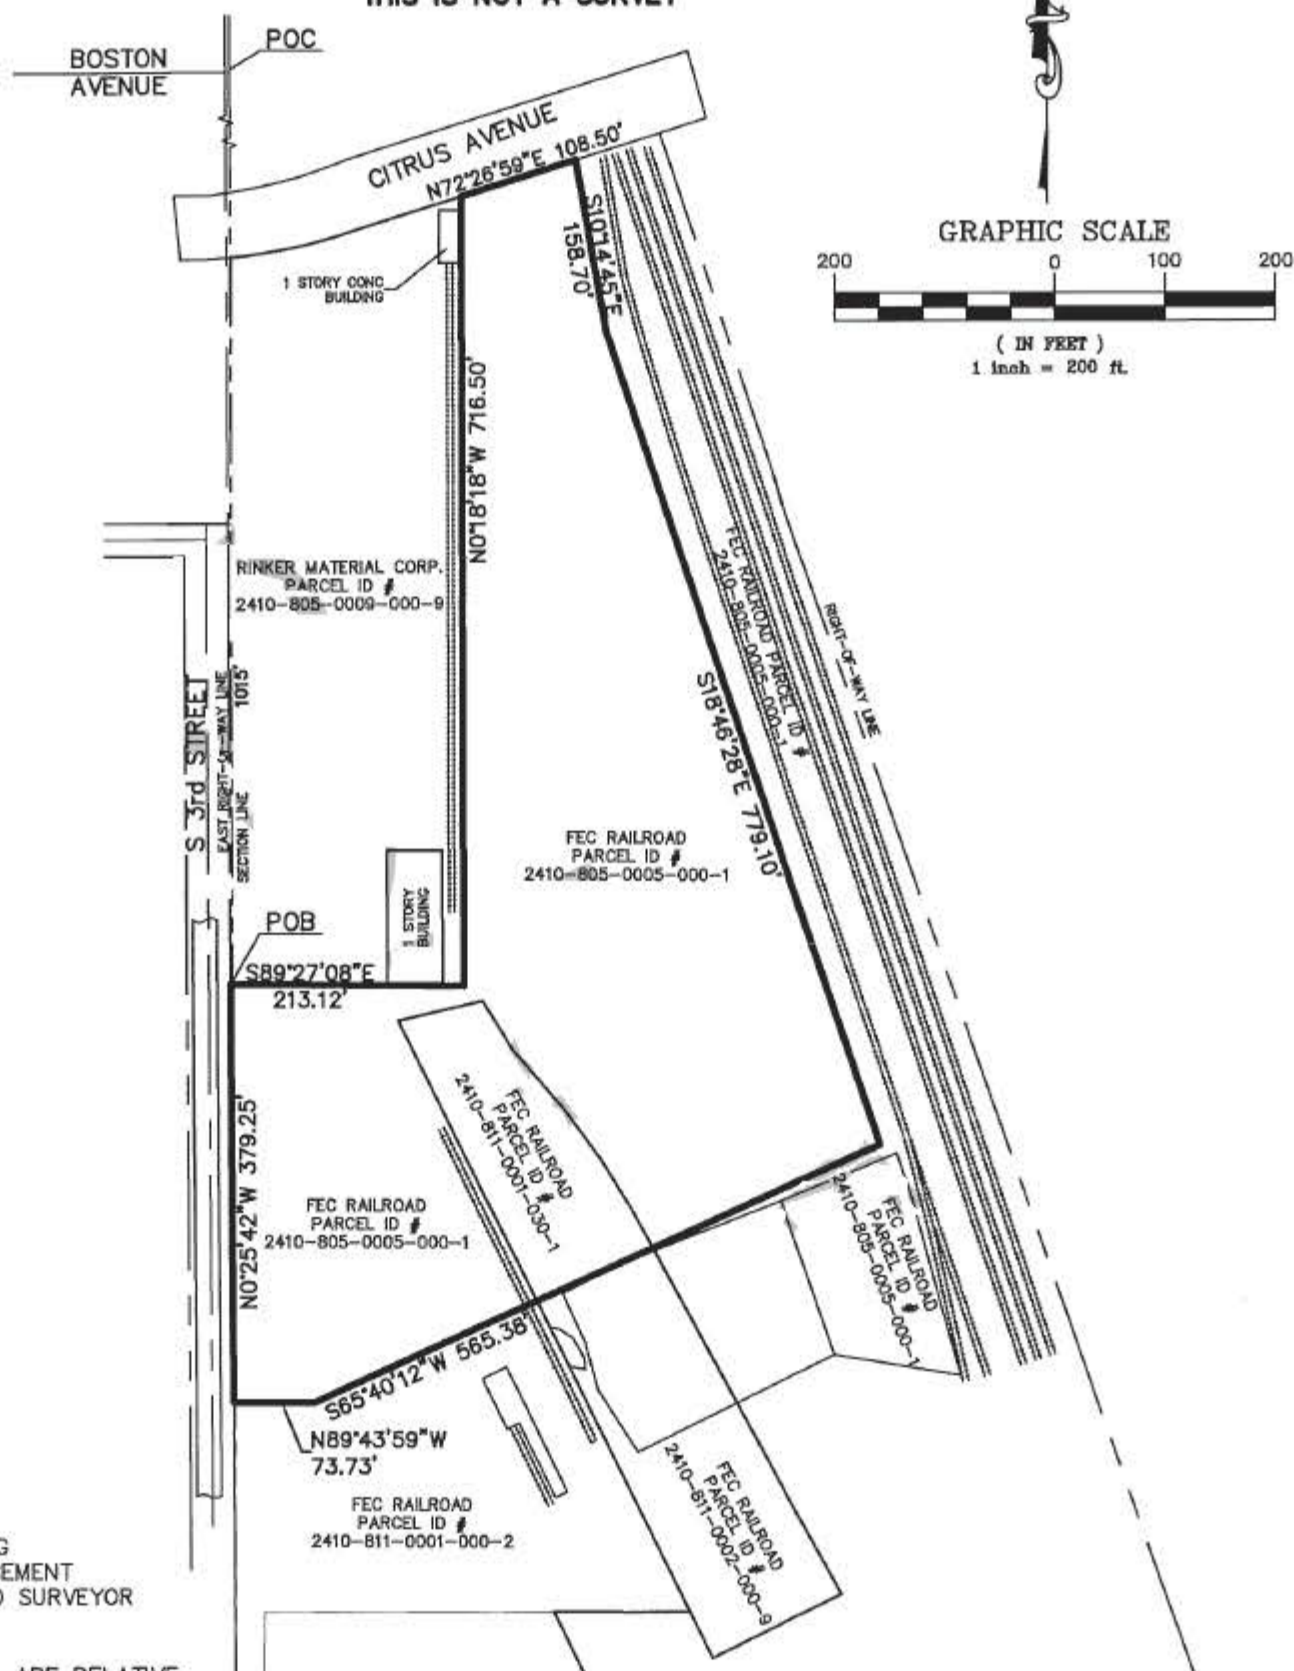 THIS IS NOT A SURVEY
POC
BOSTON
AVENUE
CITRUS AVENUE
N72°26'59"E 108.50'
S10°14'45"E
158.70'
GRAPHIC SCALE
200 0 100 200
( IN FEET )
1 inch = 200 ft.
1 STORY CONC
BUILDING
N0°18'18"W 716.50'
RINKER MATERIAL CORP.
PARCEL ID #
2410-805-0009-000-9
FEC RAILROAD PARCEL ID #
2410-805-0005-000-1
RIGHT-OF-WAY LINE
S 3rd STREET
EAST RIGHT-OF-WAY LINE
1015'
SECTION LINE
S18°46'28"E 779.10'
FEC RAILROAD
PARCEL ID #
2410-805-0005-000-1
1 STORY
BUILDING
POB
S89°27'08"E
213.12'
N0°25'42"W 379.25'
FEC RAILROAD
PARCEL ID #
2410-811-0001-030-1
FEC RAILROAD
PARCEL ID #
2410-805-0005-000-1
FEC RAILROAD
PARCEL ID #
2410-805-0005-000-1
S65°40'12"W 565.38'
N89°43'59"W
73.73'
FEC RAILROAD
PARCEL ID #
2410-811-0001-000-2
FEC RAILROAD
PARCEL ID #
2410-811-0002-000-9
G
EMENT
SURVEYOR
ARE RELATIVE